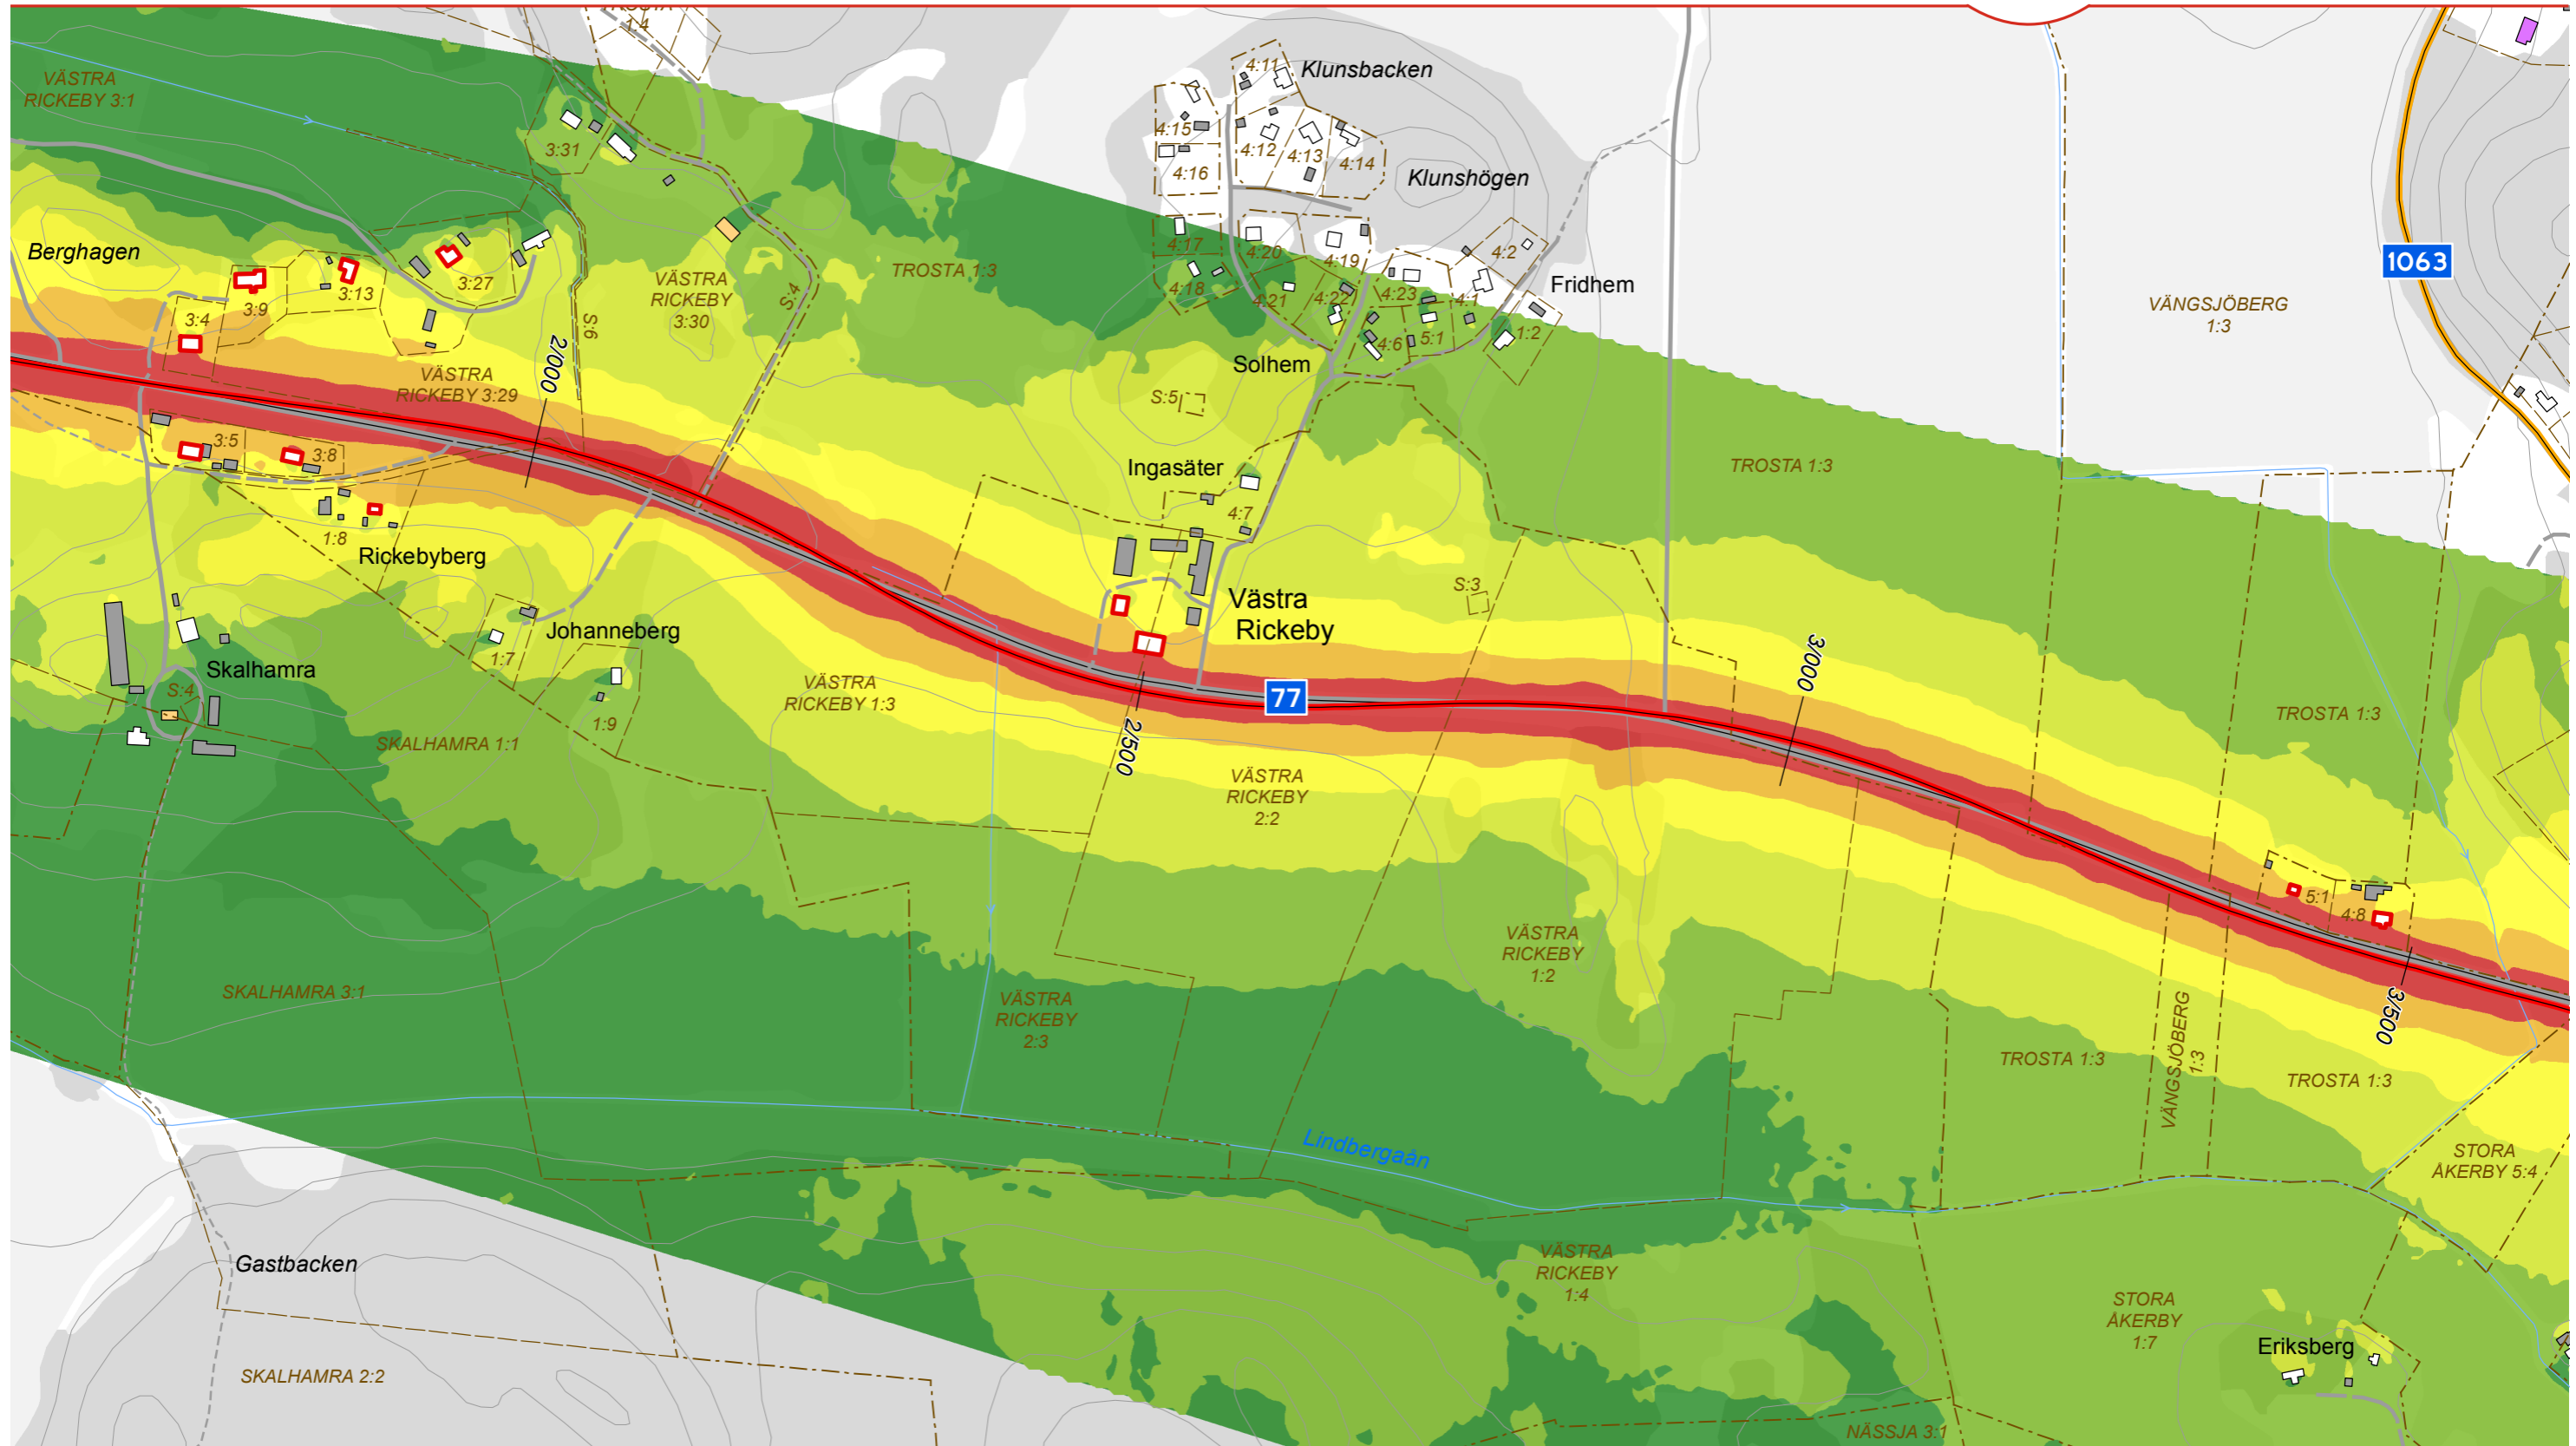 TROSTA
1:4
VÄSTRA
RICKEBY 3:1
3:31
4:11
Klunsbacken
4:15
4:12
4:13
4:14
4:16
Klunshögen
4:17
4:20
4:19
4:2
4:18
4:21
4:22
4:23
4:1
Fridhem
1:2
4:6
5:1
Solhem
1063
VÄNGSJÖBERG
1:3
Berghagen
3:4
3:9
3:13
3:27
VÄSTRA
RICKEBY
3:30
S:4
S:6
TROSTA 1:3
2/000
VÄSTRA
RICKEBY 3:29
S:5
3:5
3:8
1:8
Rickebyberg
Ingasäter
4:7
TROSTA 1:3
S:3
Västra
Rickeby
Johanneberg
1:7
1:9
Skalhamra
S:4
SKALHAMRA 1:1
VÄSTRA
RICKEBY 1:3
77
2/500
3/000
TROSTA 1:3
VÄSTRA
RICKEBY
2:2
5:1
4:8
VÄSTRA
RICKEBY
1:2
SKALHAMRA 3:1
VÄSTRA
RICKEBY
2:3
3/500
VÄNGSJÖBERG
1:3
TROSTA 1:3
TROSTA 1:3
Lindbergaån
STORA
ÅKERBY 5:4
Gastbacken
VÄSTRA
RICKEBY
1:4
STORA
ÅKERBY
1:7
Eriksberg
SKALHAMRA 2:2
NÄSSJA 3:1